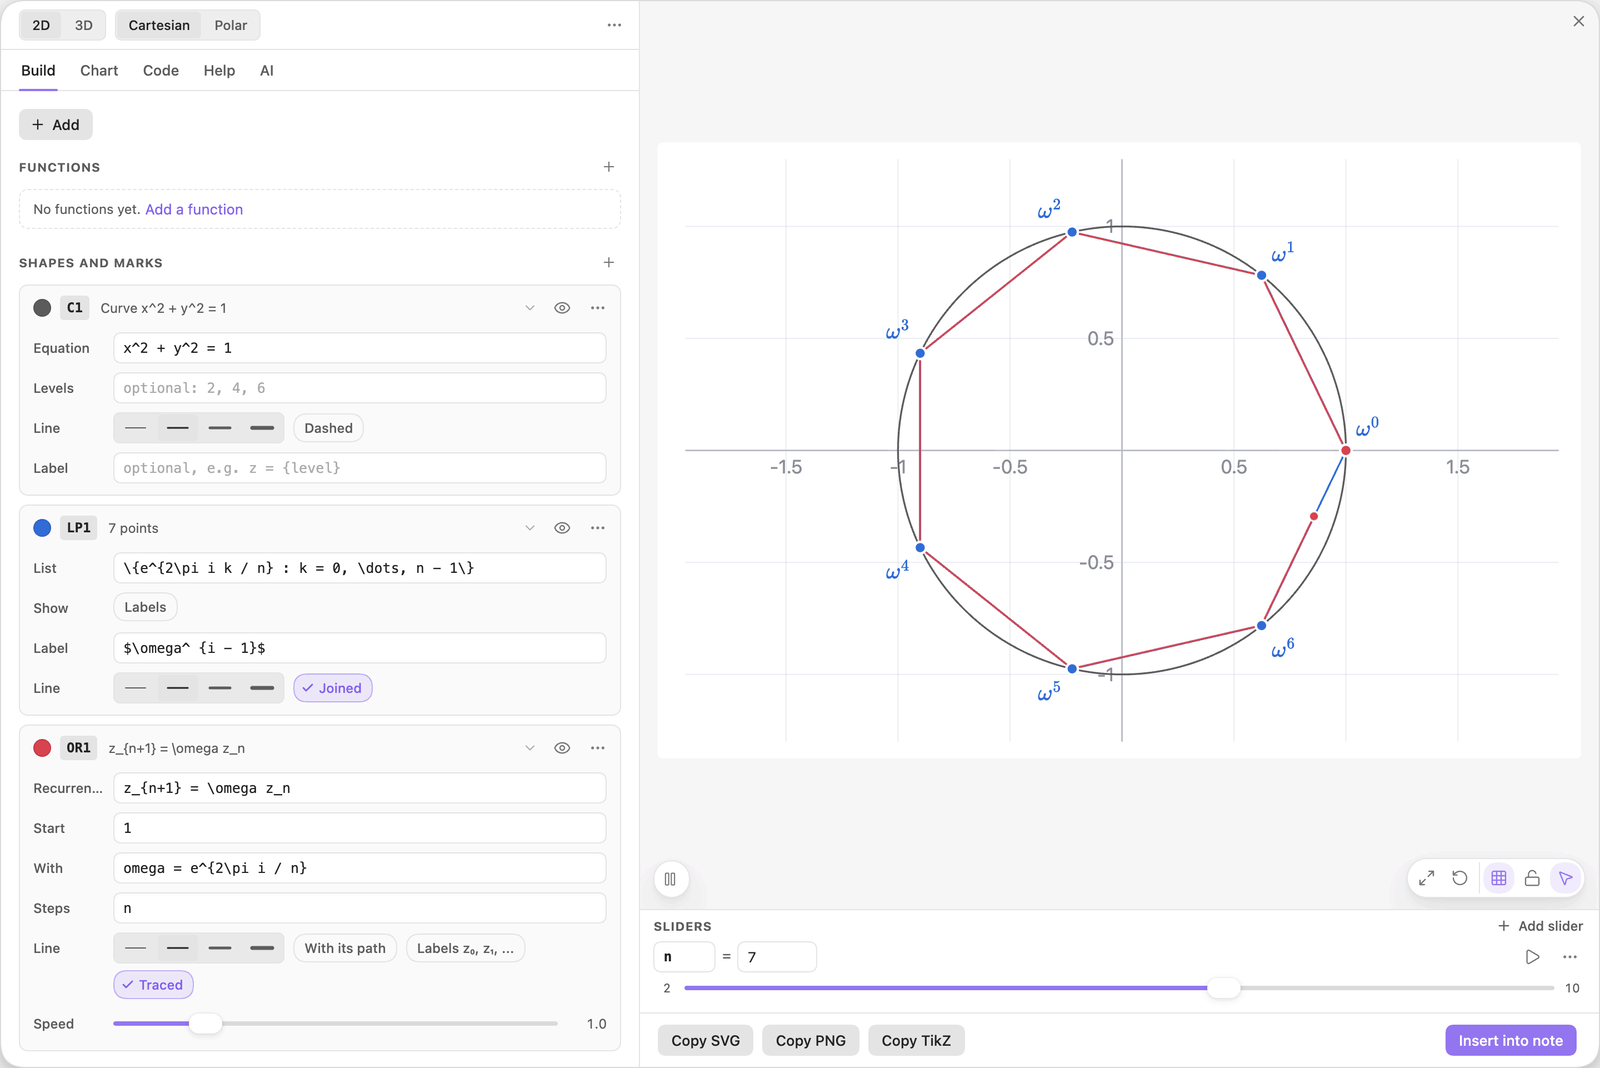 2D 3D Cartesian Polar
Build Chart Code Help AI
+ Add
FUNCTIONS
No functions yet. Add a function
SHAPES AND MARKS
C1 Curve x^2 + y^2 = 1
Equation x^2 + y^2 = 1
Levels optional: 2, 4, 6
Line Dashed
Label optional, e.g. z = {level}
LP1 7 points
List \{e^{2\pi i k / n} : k = 0, \dots, n − 1\}
Show Labels
Label $\omega^ {i − 1}$
Line Joined
OR1 z_{n+1} = \omega z_n
Recurren... z_{n+1} = \omega z_n
Start 1
With omega = e^{2\pi i / n}
Steps n
Line With its path Labels z₀, z₁, ...
Traced
Speed 1.0
ω²
1
ω¹
ω³
0.5
ω⁰
-1.5 -1 -0.5 0.5 1.5
-0.5
ω⁴
ω⁶
-1
ω⁵
SLIDERS + Add slider
n = 7
2 10
Copy SVG Copy PNG Copy TikZ Insert into note